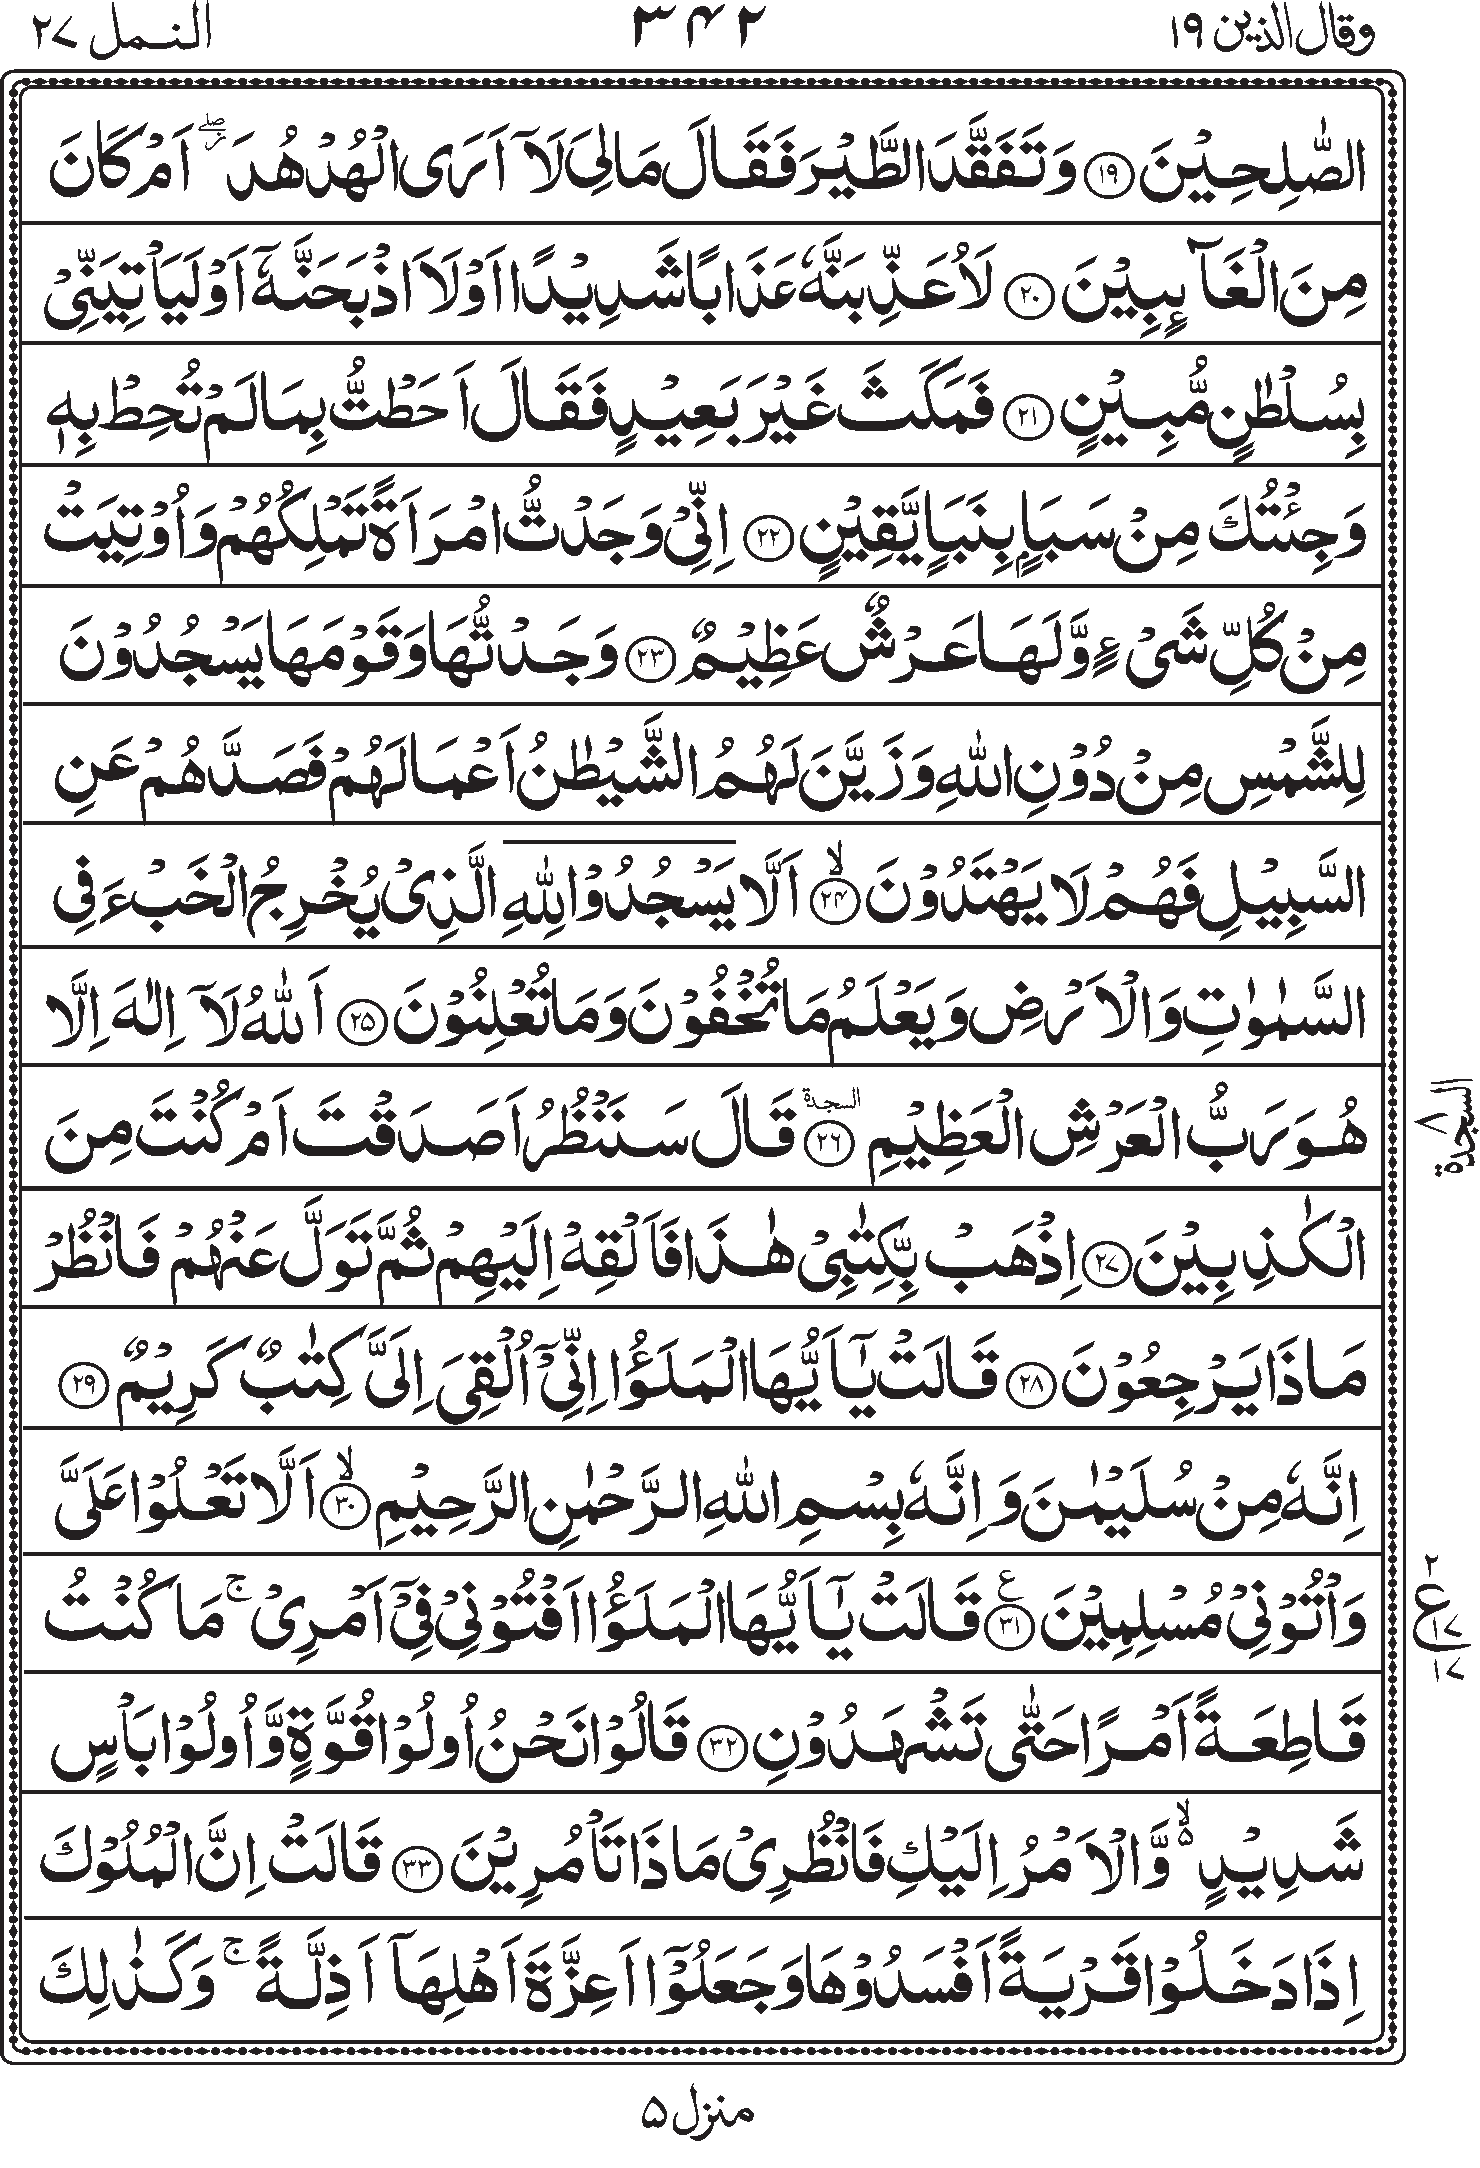 وقال الذين ١٩
٣٤٢
النمل ٢٧
الصّٰلِحِيْنَ ﴿١٩﴾ وَتَفَقَّدَ الطَّيْرَ فَقَالَ مَا لِيَ لَاۤ اَرَى الْهُدْهُدَ ۖ اَمْ كَانَ
مِنَ الْغَآىِٕبِيْنَ ﴿٢٠﴾ لَاُعَذِّبَنَّهٗ عَذَابًا شَدِيْدًا اَوْ لَاَاذْبَحَنَّهٗۤ اَوْ لَيَاْتِيَنِّيْ
بِسُلْطٰنٍ مُّبِيْنٍ ﴿٢١﴾ فَمَكَثَ غَيْرَ بَعِيْدٍ فَقَالَ اَحَطْتُّ بِمَا لَمْ تُحِطْ بِهٖ
وَجِئْتُكَ مِنْ سَبَاٍۭ بِنَبَاٍ يَّقِيْنٍ ﴿٢٢﴾ اِنِّيْ وَجَدْتُّ امْرَاَةً تَمْلِكُهُمْ وَاُوْتِيَتْ
مِنْ كُلِّ شَيْءٍ وَّلَهَا عَرْشٌ عَظِيْمٌ ﴿٢٣﴾ وَجَدْتُّهَا وَقَوْمَهَا يَسْجُدُوْنَ
لِلشَّمْسِ مِنْ دُوْنِ اللّٰهِ وَزَيَّنَ لَهُمُ الشَّيْطٰنُ اَعْمَالَهُمْ فَصَدَّهُمْ عَنِ
السَّبِيْلِ فَهُمْ لَا يَهْتَدُوْنَ ﴿٢٤﴾ۙ اَلَّا يَسْجُدُوْا لِلّٰهِ الَّذِيْ يُخْرِجُ الْخَبْءَ فِي
السَّمٰوٰتِ وَالْاَرْضِ وَيَعْلَمُ مَا تُخْفُوْنَ وَمَا تُعْلِنُوْنَ ﴿٢٥﴾ اَللّٰهُ لَاۤ اِلٰهَ اِلَّا
هُوَ رَبُّ الْعَرْشِ الْعَظِيْمِ ﴿٢٦﴾ السجدة قَالَ سَنَنْظُرُ اَصَدَقْتَ اَمْ كُنْتَ مِنَ
السجدة ٨
الْكٰذِبِيْنَ ﴿٢٧﴾ اِذْهَبْ بِّكِتٰبِيْ هٰذَا فَاَلْقِهْ اِلَيْهِمْ ثُمَّ تَوَلَّ عَنْهُمْ فَانْظُرْ
مَاذَا يَرْجِعُوْنَ ﴿٢٨﴾ قَالَتْ يٰۤاَيُّهَا الْمَلَؤُا اِنِّيْۤ اُلْقِيَ اِلَيَّ كِتٰبٌ كَرِيْمٌ ﴿٢٩﴾
اِنَّهٗ مِنْ سُلَيْمٰنَ وَاِنَّهٗ بِسْمِ اللّٰهِ الرَّحْمٰنِ الرَّحِيْمِ ﴿٣٠﴾ۙ اَلَّا تَعْلُوْا عَلَيَّ
وَاْتُوْنِيْ مُسْلِمِيْنَ ﴿٣١﴾ ع قَالَتْ يٰۤاَيُّهَا الْمَلَؤُا اَفْتُوْنِيْ فِيْۤ اَمْرِيْ ۚ مَا كُنْتُ
٢ ع ١٧ ١٧
قَاطِعَةً اَمْرًا حَتّٰى تَشْهَدُوْنِ ﴿٣٢﴾ قَالُوْا نَحْنُ اُولُوْا قُوَّةٍ وَّاُولُوْا بَاْسٍ
شَدِيْدٍ ۙ۬ وَّالْاَمْرُ اِلَيْكِ فَانْظُرِيْ مَاذَا تَاْمُرِيْنَ ﴿٣٣﴾ قَالَتْ اِنَّ الْمُلُوْكَ
اِذَا دَخَلُوْا قَرْيَةً اَفْسَدُوْهَا وَجَعَلُوْۤا اَعِزَّةَ اَهْلِهَاۤ اَذِلَّةً ۚ وَكَذٰلِكَ
منزل ۵